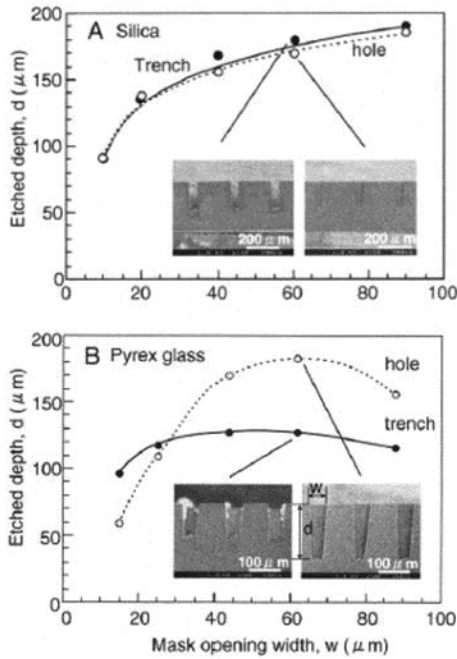 A Silica
Trench
hole
Etched depth, d (μm)
200
150
100
50
0
200 μm
200 μm
0 20 40 60 80 100
B Pyrex glass
hole
trench
Etched depth, d (μm)
200
150
100
50
0
w
d
100 μm
100 μm
0 20 40 60 80 100
Mask opening width, w (μm)